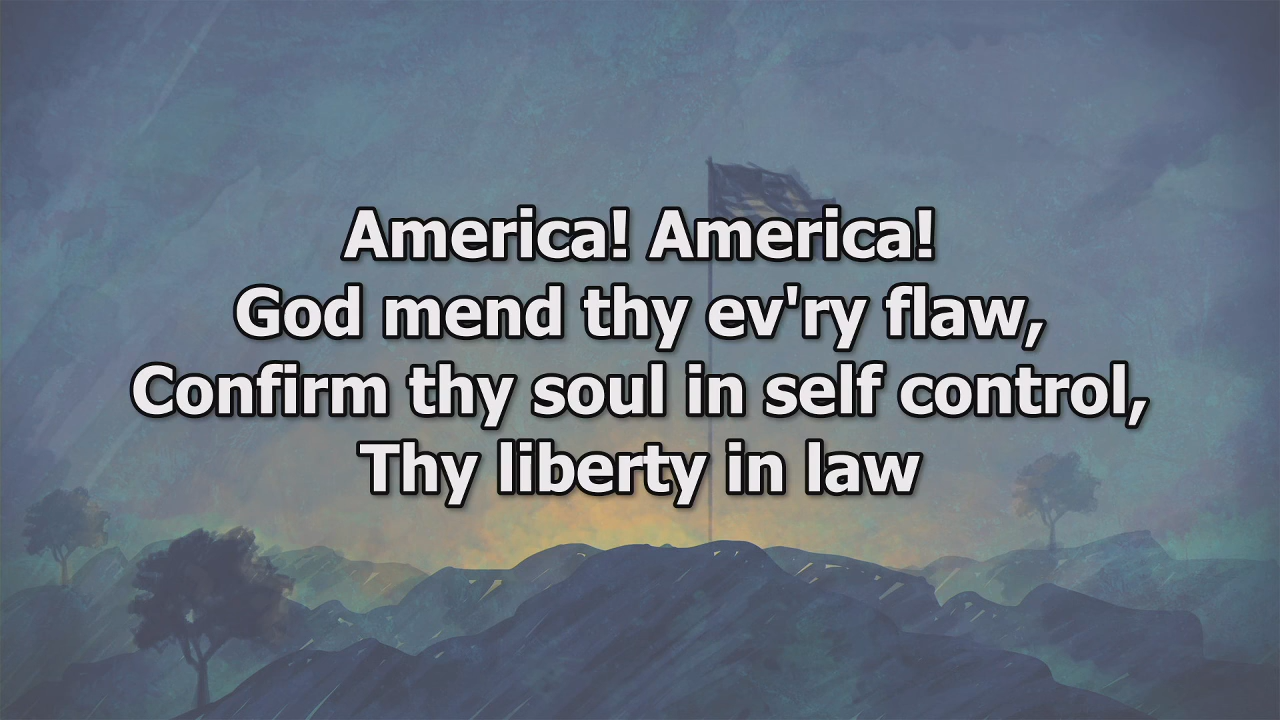 America! America!
God mend thy ev'ry flaw,
Confirm thy soul in self control,
Thy liberty in law